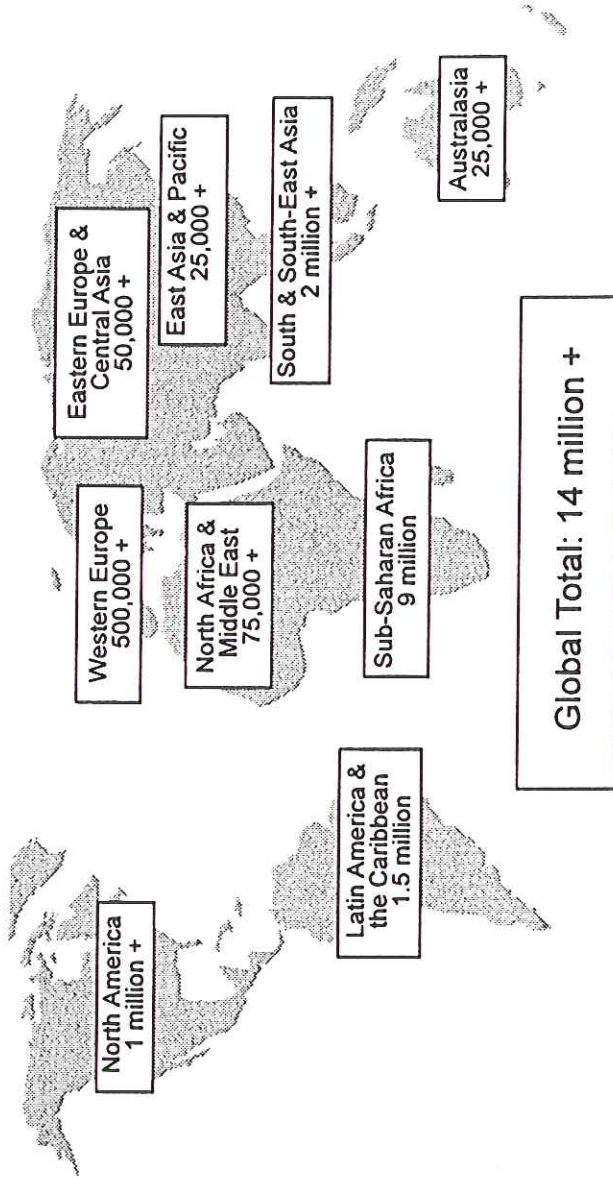 North America
1 million +
Latin America &
the Caribbean
1.5 million
Western Europe
500,000 +
North Africa &
Middle East
75,000 +
Sub-Saharan Africa
9 million
Eastern Europe &
Central Asia
50,000 +
East Asia & Pacific
25,000 +
South & South-East Asia
2 million +
Australasia
25,000 +
Global Total: 14 million +